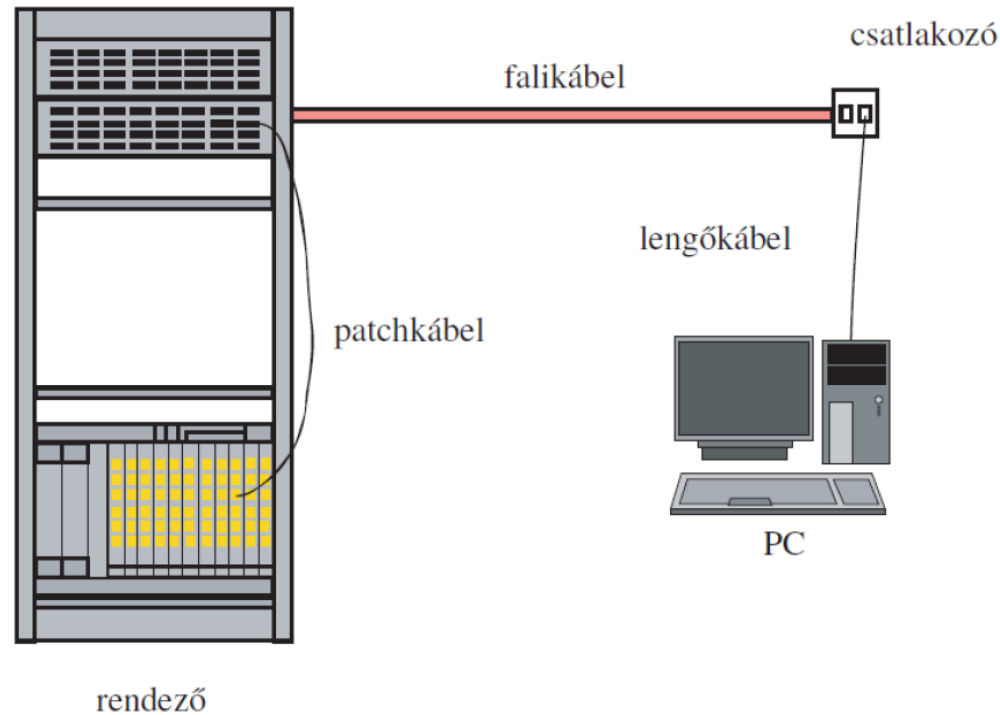 csatlakozó
falikábel
lengőkábel
patchkábel
PC
rendező